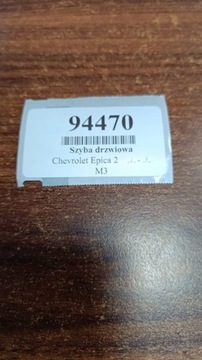 94470
Szyba drzwiowa
Chevrolet Epica 2
M3